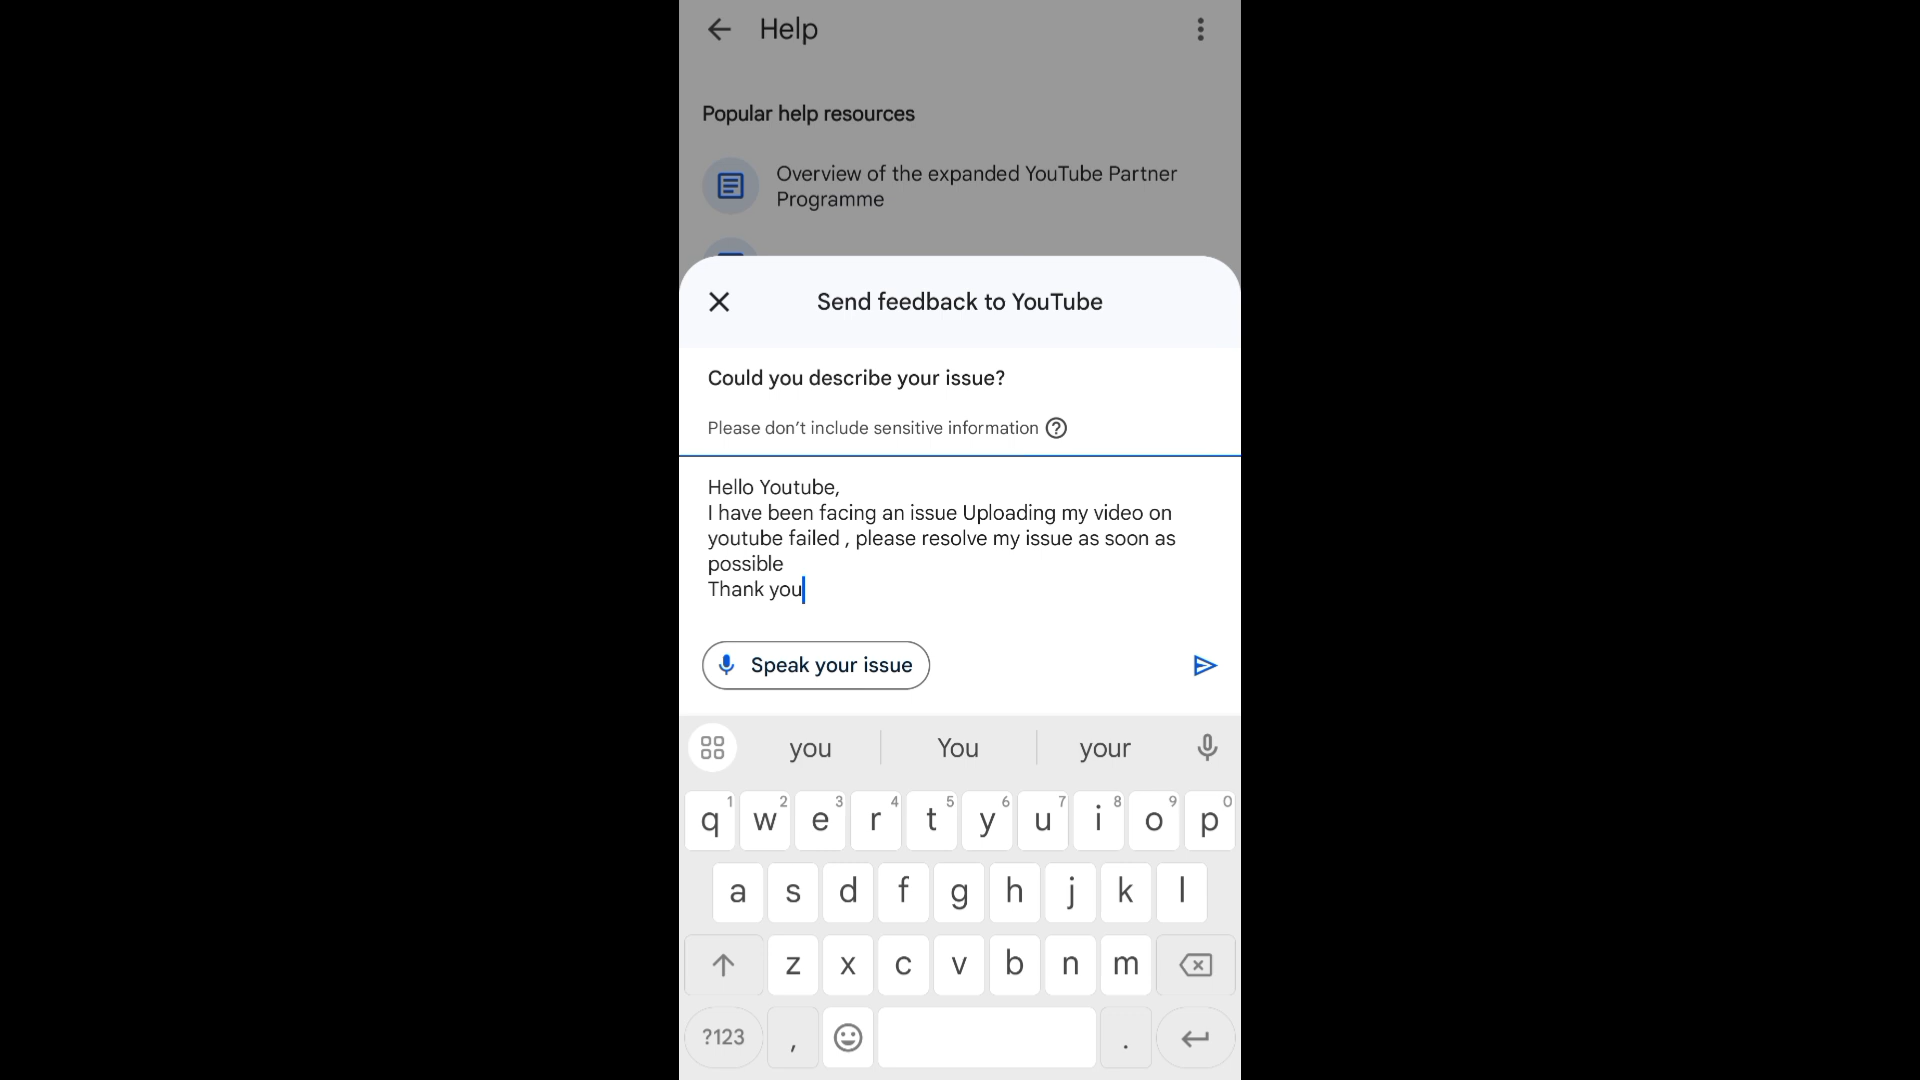 Help
Popular help resources
Overview of the expanded YouTube Partner
Programme
Send feedback to YouTube
Could you describe your issue?
Please don't include sensitive information
Hello Youtube,
I have been facing an issue Uploading my video on
youtube failed , please resolve my issue as soon as
possible
Thank you
Speak your issue
you You your
1 2 3 4 5 6 7 8 9 0
q w e r t y u i o p
a s d f g h j k l
z x c v b n m
?123 , .